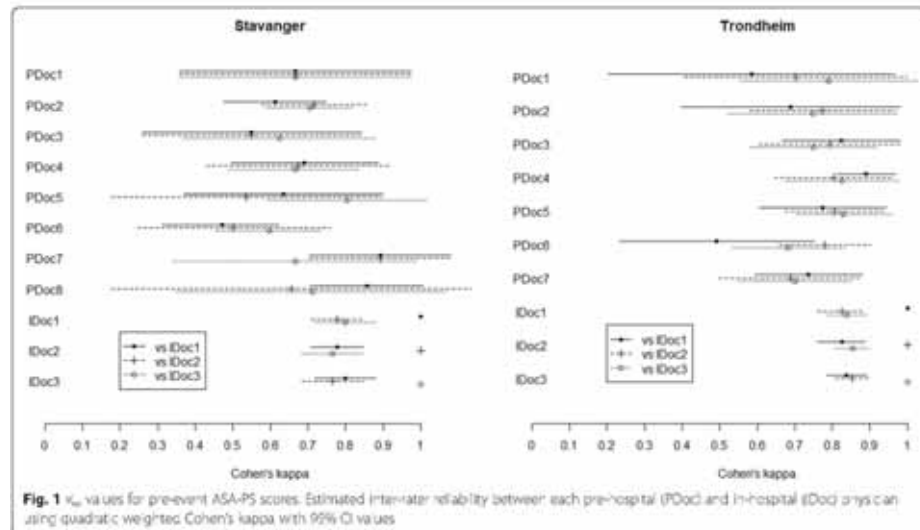 Stavanger
PDoc1
PDoc2
PDoc3
PDoc4
PDoc5
PDoc6
PDoc7
PDoc8
IDoc1
IDoc2
IDoc3
vs IDoc1
vs IDoc2
vs IDoc3
0 0.1 0.2 0.3 0.4 0.5 0.6 0.7 0.8 0.9 1
Cohen's kappa
Trondheim
PDoc1
PDoc2
PDoc3
PDoc4
PDoc5
PDoc6
PDoc7
IDoc1
IDoc2
IDoc3
vs IDoc1
vs IDoc2
vs IDoc3
0 0.1 0.2 0.3 0.4 0.5 0.6 0.7 0.8 0.9 1
Cohen's kappa
Fig. 1 values for pre-event ASA-PS scores. Estimated inter-rater reliability between each pre-hospital (PDoc) and in-hospital (IDoc) physician
using quadratic weighted Cohen's kappa with 95% CI values